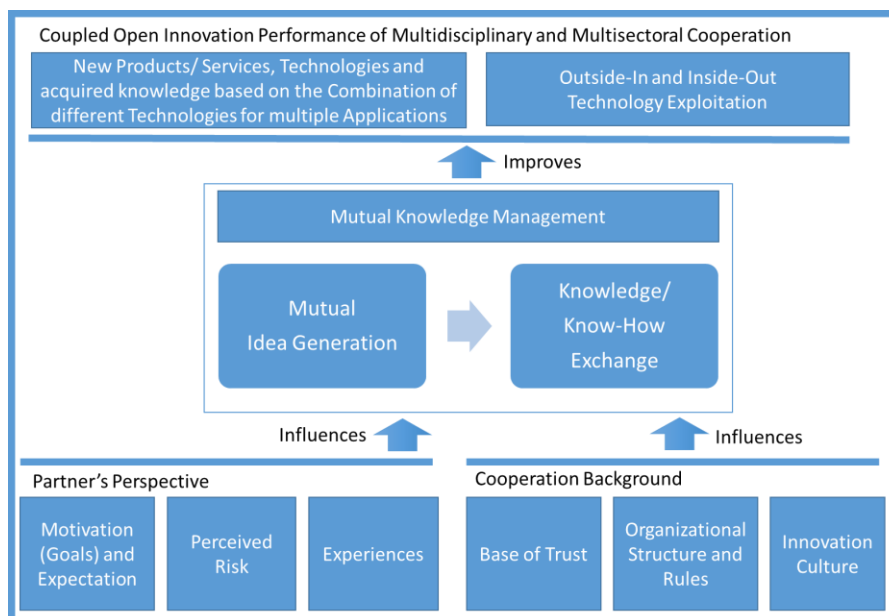 Coupled Open Innovation Performance of Multidisciplinary and Multisectoral Cooperation
New Products/ Services, Technologies and
acquired knowledge based on the Combination of
different Technologies for multiple Applications
Outside-In and Inside-Out
Technology Exploitation
Improves
Mutual Knowledge Management
Mutual
Idea Generation
Knowledge/
Know-How
Exchange
Influences
Influences
Partner’s Perspective
Motivation
(Goals) and
Expectation
Perceived
Risk
Experiences
Cooperation Background
Base of Trust
Organizational
Structure and
Rules
Innovation
Culture